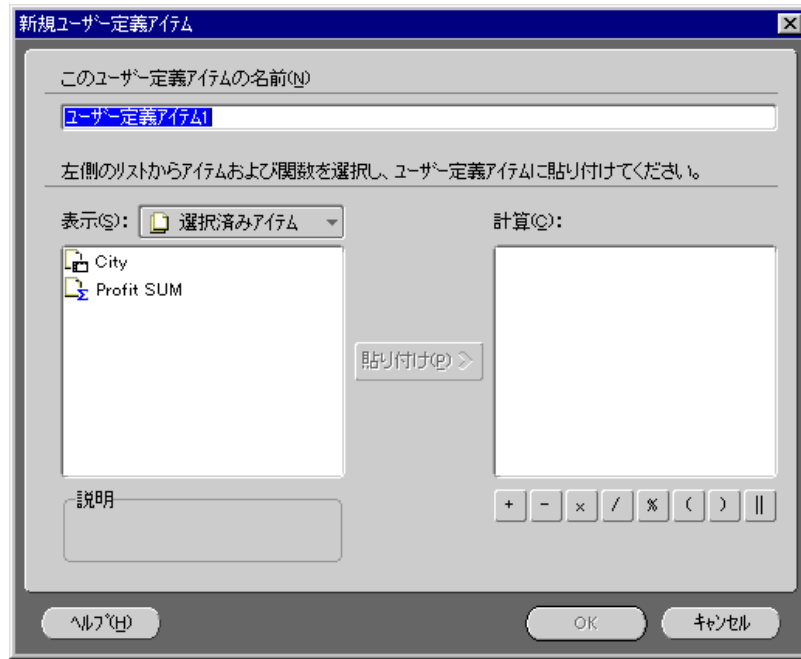 新規ユーザー定義アイテム
このユーザー定義アイテムの名前(N)
ユーザー定義アイテム1
左側のリストからアイテムおよび関数を選択し、ユーザー定義アイテムに貼り付けてください。
表示(S): 選択済みアイテム
計算(C):
City
Profit SUM
貼り付け(P) >
説明
+ - × / % ( ) ||
ヘルプ(H)
OK
キャンセル